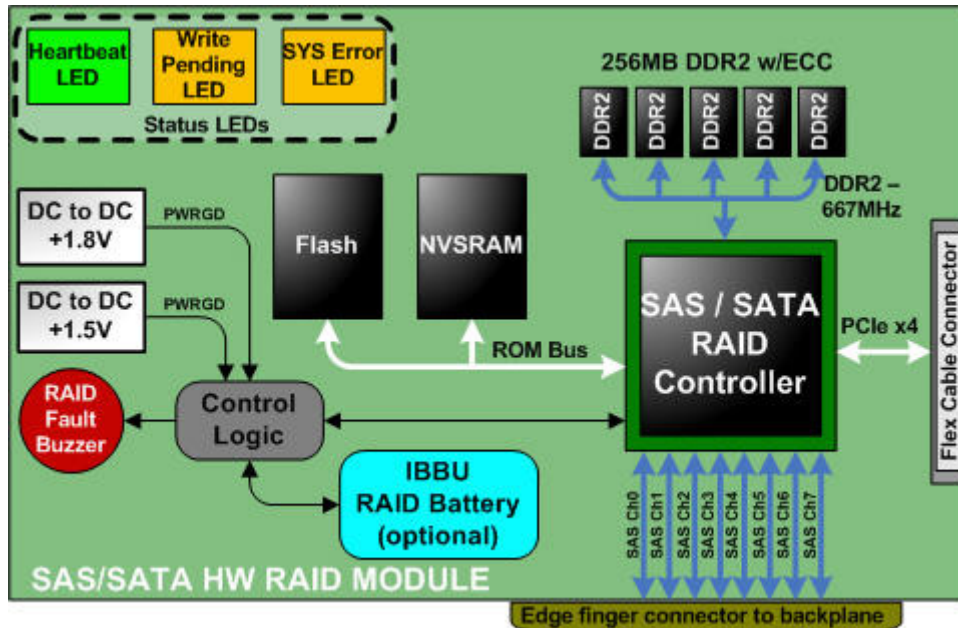 Heartbeat
LED
Write
Pending
LED
SYS Error
LED
Status LEDs
256MB DDR2 w/ECC
DDR2
DDR2
DDR2
DDR2
DDR2
DDR2 –
667MHz
DC to DC
+1.8V
PWRGD
DC to DC
+1.5V
PWRGD
Flash
NVSRAM
ROM Bus
SAS / SATA
RAID
Controller
PCIe x4
Flex Cable Connector
RAID
Fault
Buzzer
Control
Logic
IBBU
RAID Battery
(optional)
SAS Ch0
SAS Ch1
SAS Ch2
SAS Ch3
SAS Ch4
SAS Ch5
SAS Ch6
SAS Ch7
SAS/SATA HW RAID MODULE
Edge finger connector to backplane